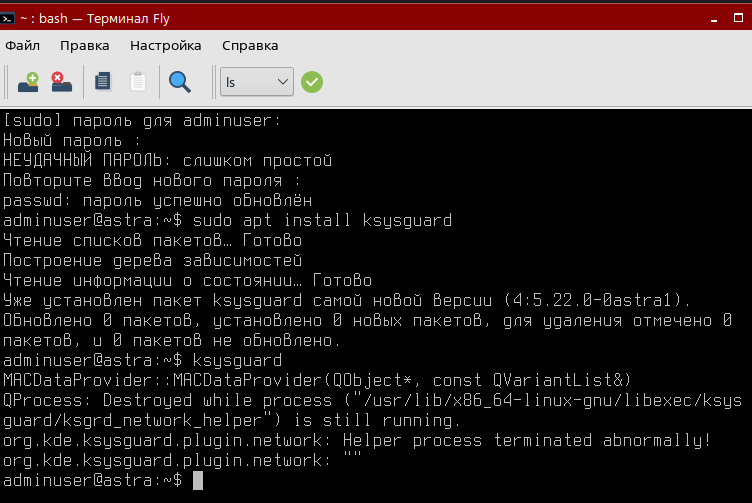 ~ : bash — Терминал Fly
Файл Правка Настройка Справка
ls
[sudo] пароль для adminuser:
Новый пароль :
НЕУДАЧНЫЙ ПАРОЛЬ: слишком простой
Повторите ввод нового пароля :
passwd: пароль успешно обновлён
adminuser@astra:~$ sudo apt install ksysguard
Чтение списков пакетов… Готово
Построение дерева зависимостей
Чтение информации о состоянии… Готово
Уже установлен пакет ksysguard самой новой версии (4:5.22.0-0astra1).
Обновлено 0 пакетов, установлено 0 новых пакетов, для удаления отмечено 0
пакетов, и 0 пакетов не обновлено.
adminuser@astra:~$ ksysguard
MACDataProvider::MACDataProvider(QObject*, const QVariantList&)
QProcess: Destroyed while process ("/usr/lib/x86_64-linux-gnu/libexec/ksys
guard/ksgrd_network_helper") is still running.
org.kde.ksysguard.plugin.network: Helper process terminated abnormally!
org.kde.ksysguard.plugin.network: ""
adminuser@astra:~$